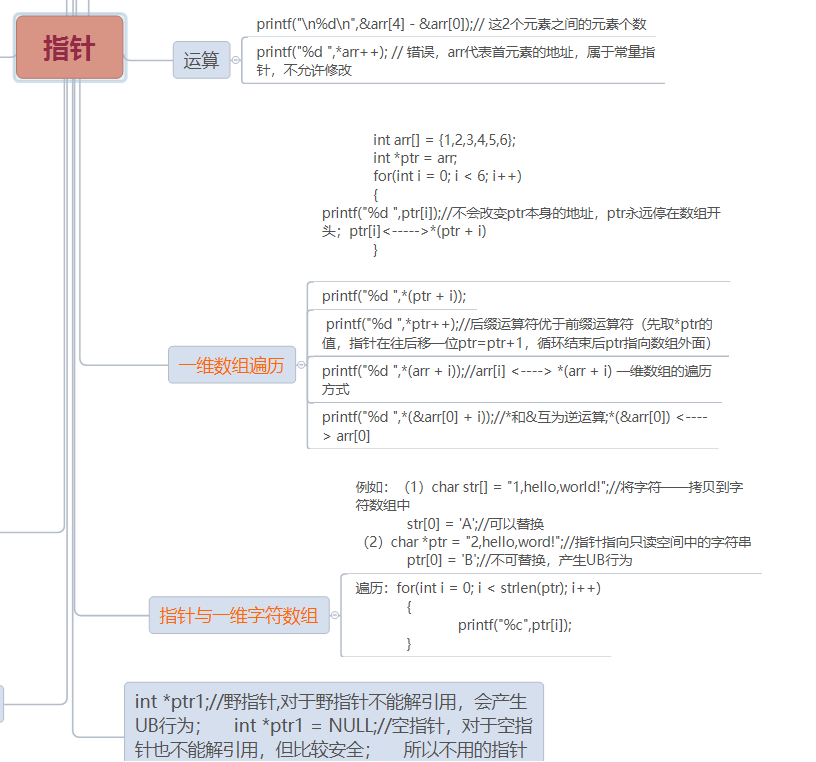 指针
运算
printf("\n%d\n",&arr[4] - &arr[0]);// 这2个元素之间的元素个数
printf("%d ",*arr++); // 错误，arr代表首元素的地址，属于常量指
针，不允许修改
int arr[] = {1,2,3,4,5,6};
int *ptr = arr;
for(int i = 0; i < 6; i++)
{
printf("%d ",ptr[i]);//不会改变ptr本身的地址，ptr永远停在数组开
头；ptr[i]<----->*(ptr + i)
}
一维数组遍历
printf("%d ",*(ptr + i));
printf("%d ",*ptr++);//后缀运算符优于前缀运算符（先取*ptr的
值，指针在往后移一位ptr=ptr+1，循环结束后ptr指向数组外面）
printf("%d ",*(arr + i));//arr[i] <----> *(arr + i) 一维数组的遍历
方式
printf("%d ",*(&arr[0] + i));//*和&互为逆运算;*(&arr[0]) <----
> arr[0]
指针与一维字符数组
例如：（1）char str[] = "1,hello,world!";//将字符一一拷贝到字
符数组中
str[0] = 'A';//可以替换
（2）char *ptr = "2,hello,word!";//指针指向只读空间中的字符串
ptr[0] = 'B';//不可替换，产生UB行为
遍历：for(int i = 0; i < strlen(ptr); i++)
{
printf("%c",ptr[i]);
}
int *ptr1;//野指针,对于野指针不能解引用，会产生
UB行为；　int *ptr1 = NULL;//空指针，对于空指
针也不能解引用，但比较安全；　所以不用的指针